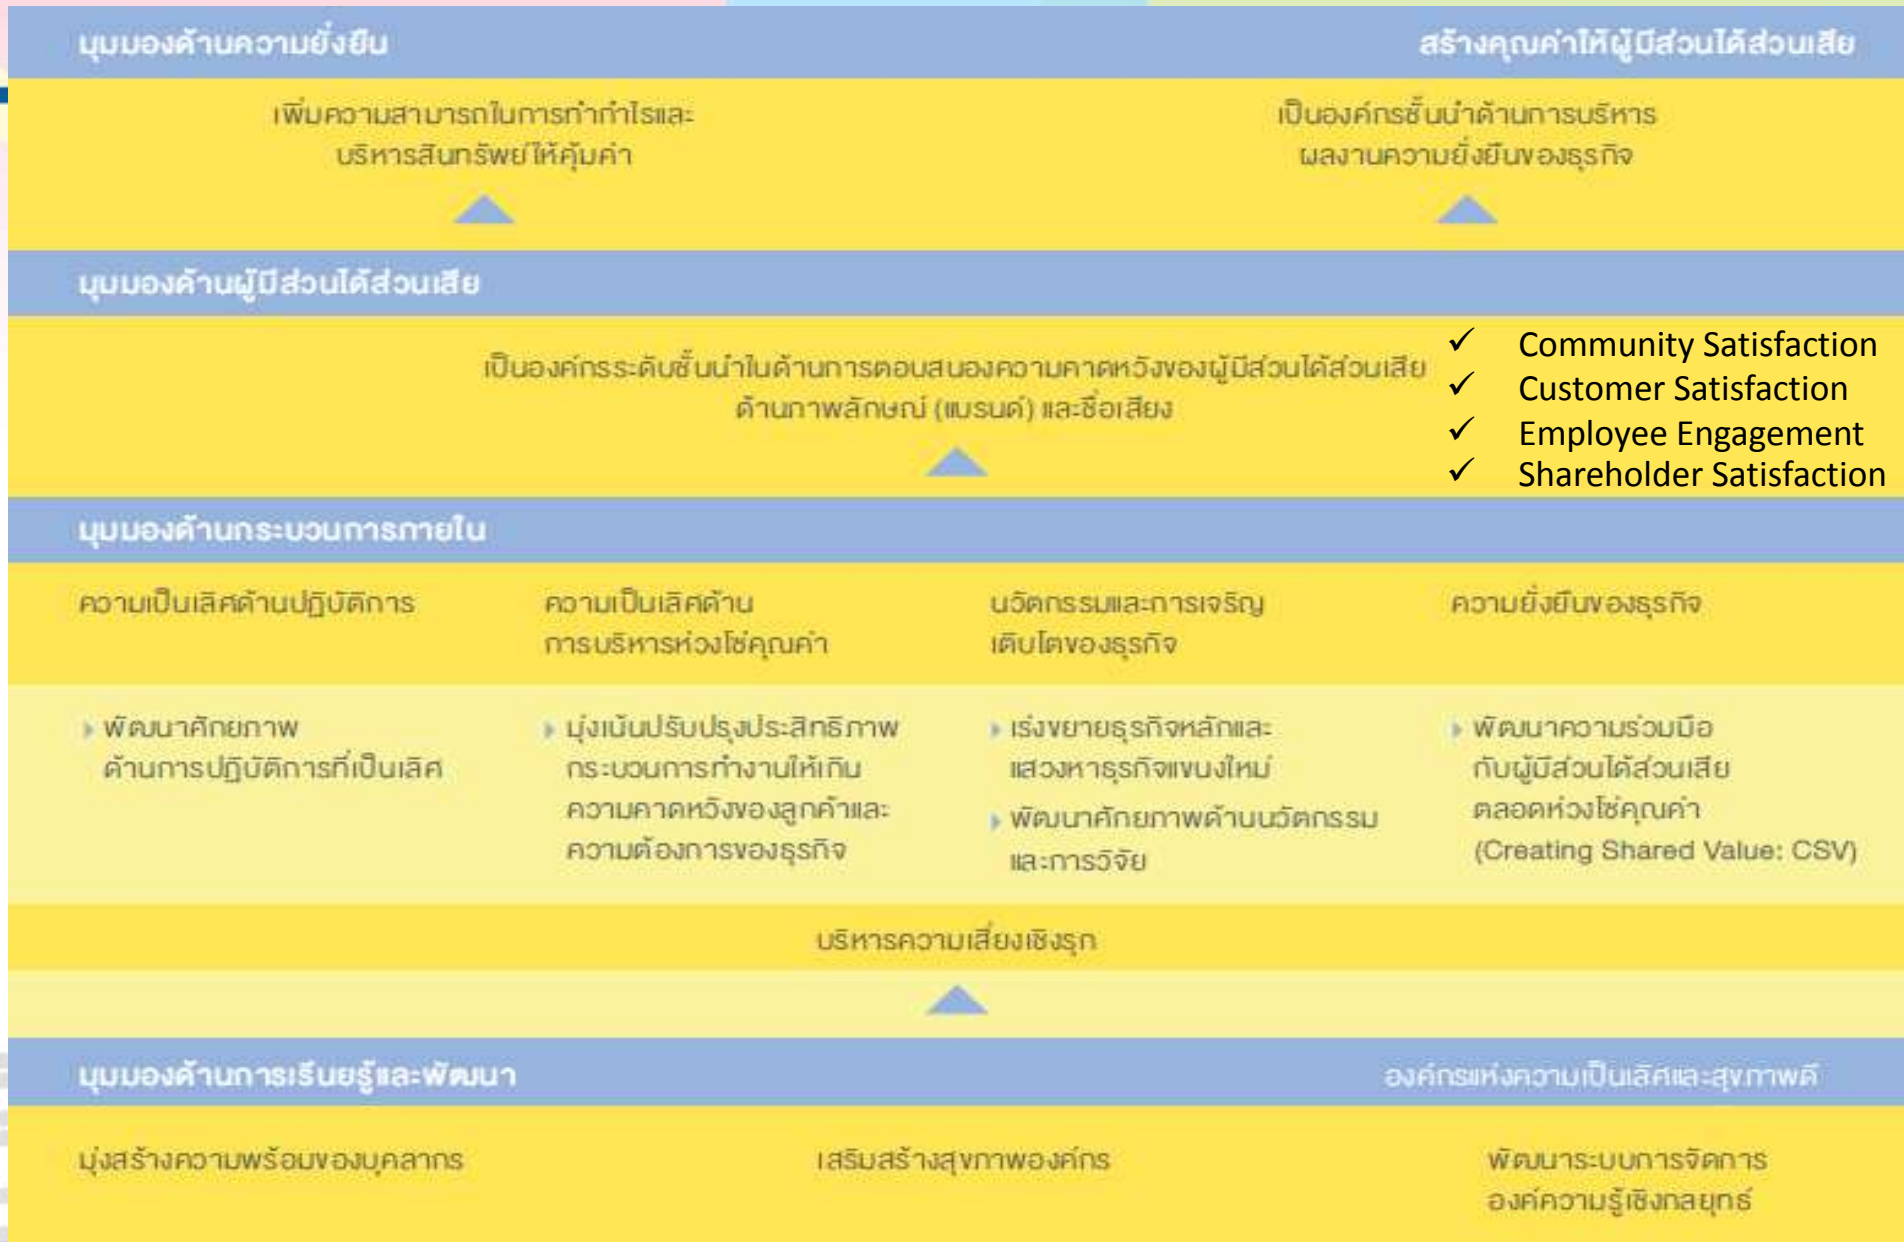 มุมมองด้านความยั่งยืน
สร้างคุณค่าให้ผู้มีส่วนได้ส่วนเสีย
เพิ่มความสามารถในการทำกำไรและ
บริหารสินทรัพย์ให้คุ้มค่า
เป็นองค์กรชั้นนำด้านการบริหาร
ผลงานความยั่งยืนของธุรกิจ
มุมมองด้านผู้มีส่วนได้ส่วนเสีย
เป็นองค์กรระดับชั้นนำในด้านการตอบสนองความคาดหวังของผู้มีส่วนได้ส่วนเสีย
ด้านภาพลักษณ์ (แบรนด์) และชื่อเสียง
✓ Community Satisfaction
✓ Customer Satisfaction
✓ Employee Engagement
✓ Shareholder Satisfaction
มุมมองด้านกระบวนการภายใน
ความเป็นเลิศด้านปฏิบัติการ
ความเป็นเลิศด้าน
การบริหารห่วงโซ่คุณค่า
นวัตกรรมและการเจริญ
เติบโตของธุรกิจ
ความยั่งยืนของธุรกิจ
พัฒนาศักยภาพ
ด้านการปฏิบัติการที่เป็นเลิศ
มุ่งเน้นปรับปรุงประสิทธิภาพ
กระบวนการทำงานให้เกิน
ความคาดหวังของลูกค้าและ
ความต้องการของธุรกิจ
เร่งขยายธุรกิจหลักและ
แสวงหาธุรกิจแขนงใหม่
พัฒนาศักยภาพด้านนวัตกรรม
และการวิจัย
พัฒนาความร่วมมือ
กับผู้มีส่วนได้ส่วนเสีย
ตลอดห่วงโซ่คุณค่า
(Creating Shared Value: CSV)
บริหารความเสี่ยงเชิงรุก
มุมมองด้านการเรียนรู้และพัฒนา
องค์กรแห่งความเป็นเลิศและสุขภาพดี
มุ่งสร้างความพร้อมของบุคลากร
เสริมสร้างสุขภาพองค์กร
พัฒนาระบบการจัดการ
องค์ความรู้เชิงกลยุทธ์